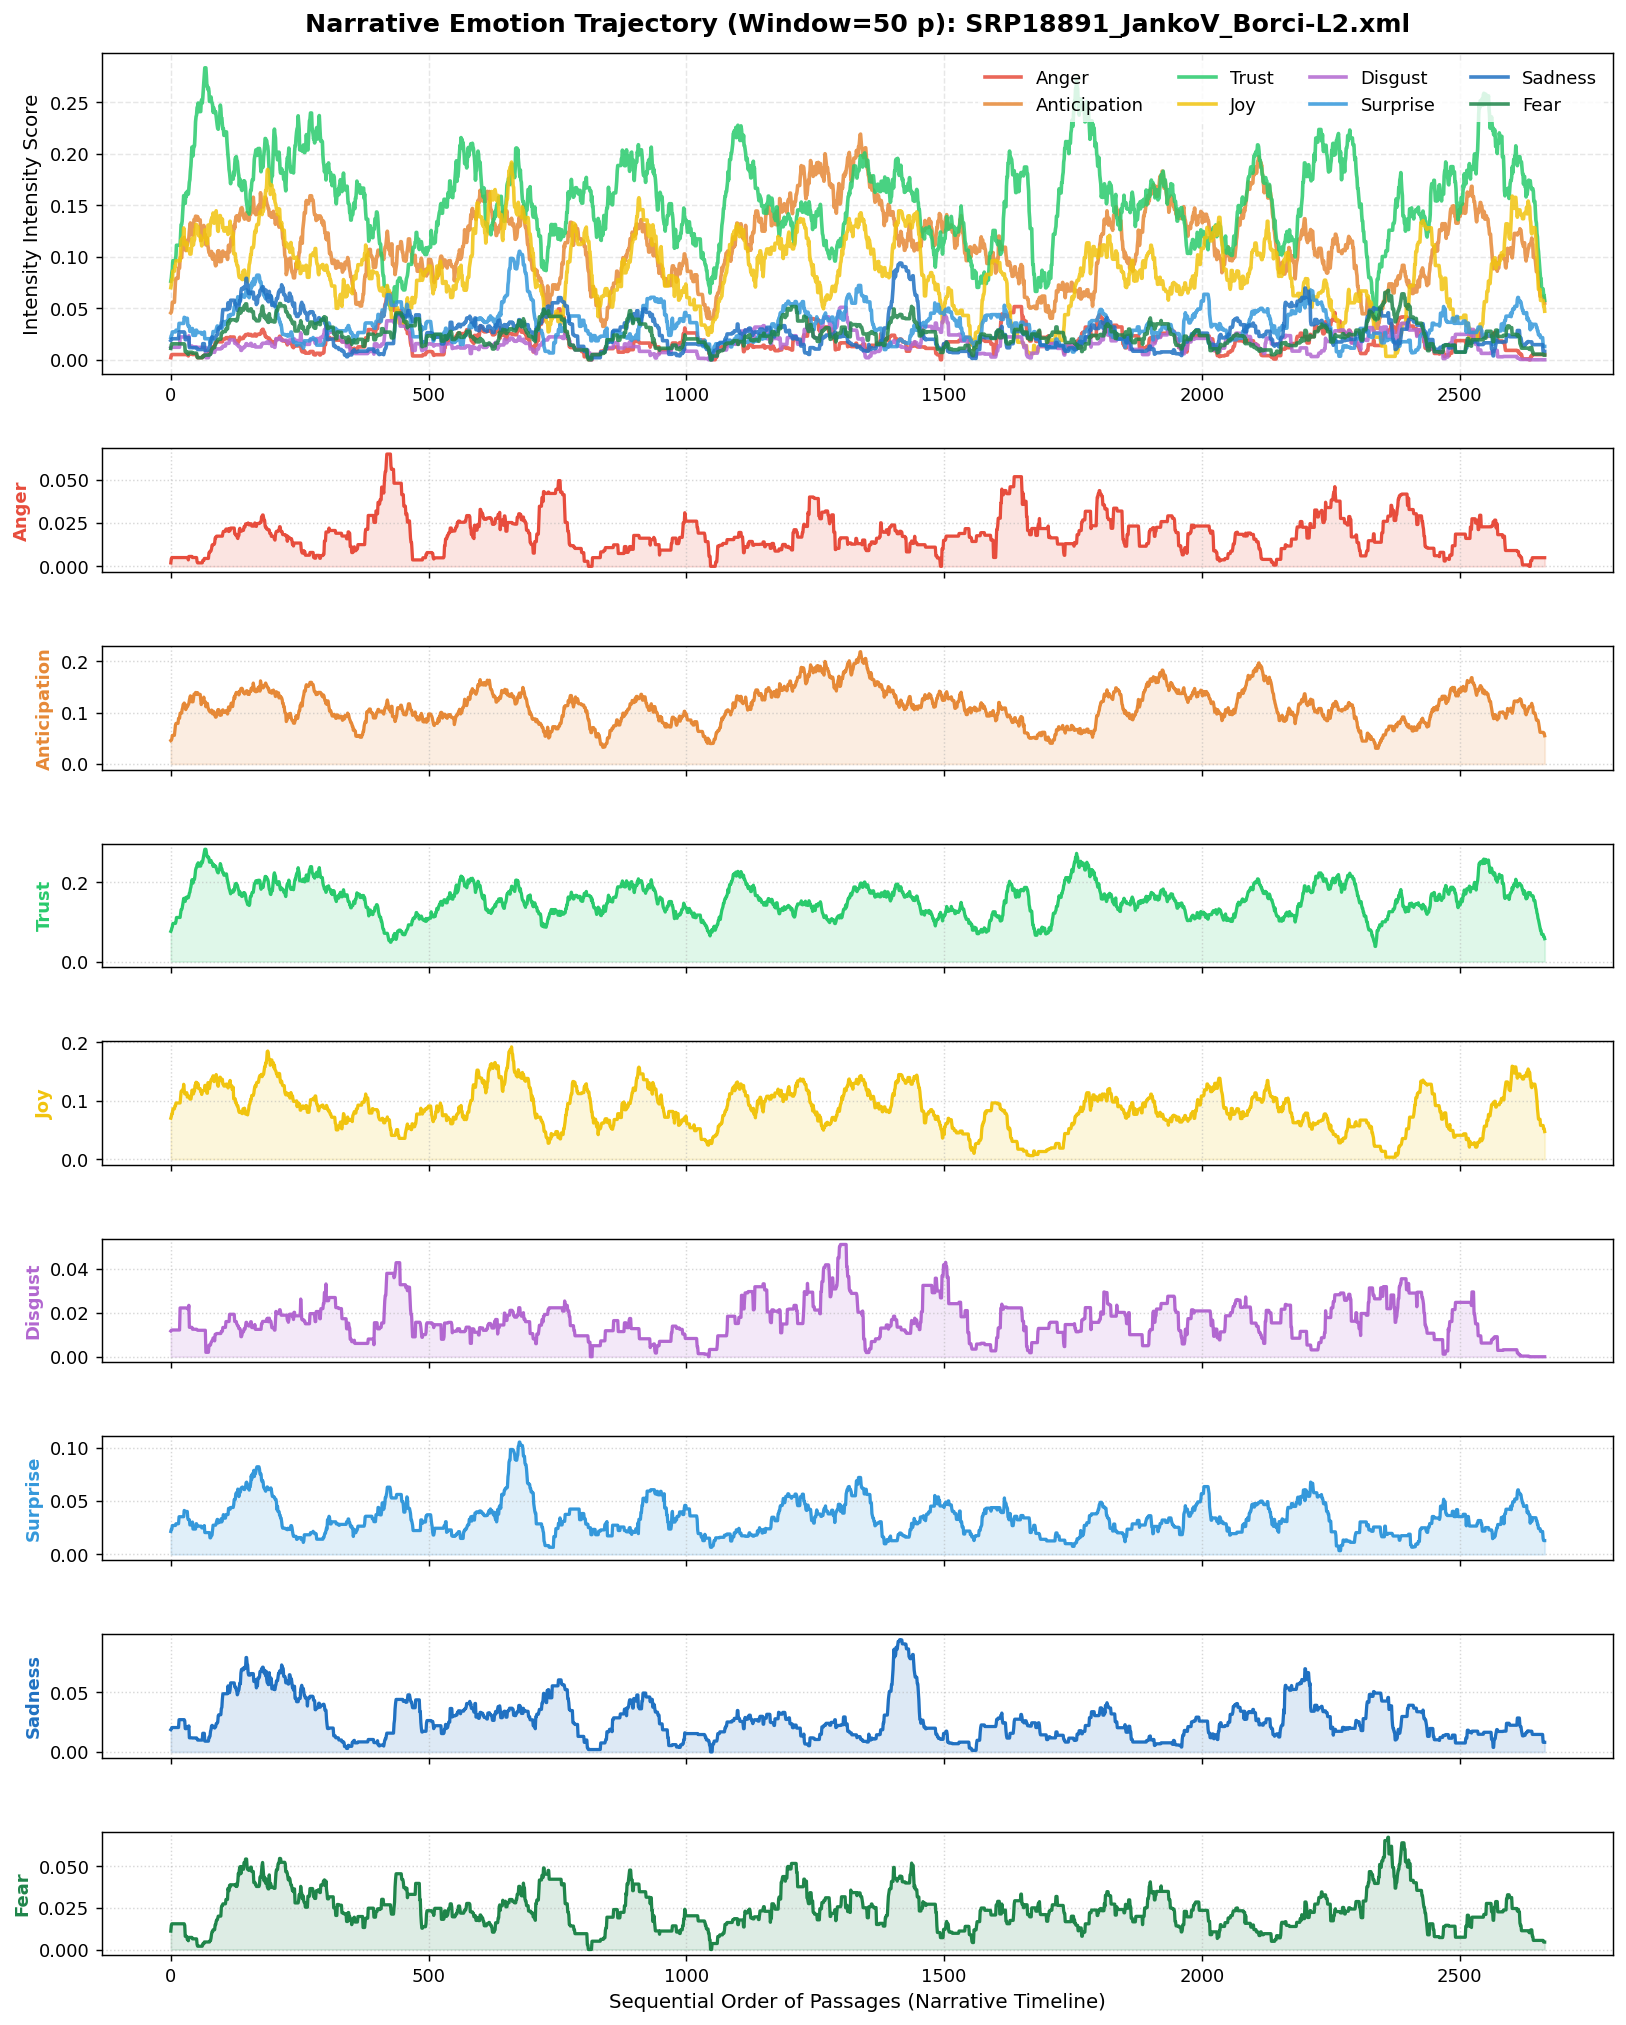 Narrative Emotion Trajectory (Window=50 p): SRP18891_JankoV_Borci-L2.xml
Intensity Intensity Score
0.25
0.20
0.15
0.10
0.05
0.00
Anger Trust Disgust Sadness
Anticipation Joy Surprise Fear
0 500 1000 1500 2000 2500
Anger
0.050
0.025
0.000
Anticipation
0.2
0.1
0.0
Trust
0.2
0.0
Joy
0.2
0.1
0.0
Disgust
0.04
0.02
0.00
Surprise
0.10
0.05
0.00
Sadness
0.05
0.00
Fear
0.050
0.025
0.000
0 500 1000 1500 2000 2500
Sequential Order of Passages (Narrative Timeline)